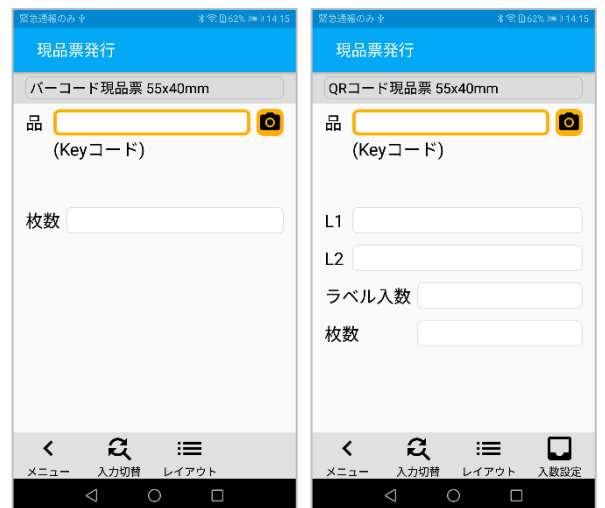 緊急通報のみ 62% 14:15
現品票発行
バーコード現品票 55x40mm
品
(Keyコード)
枚数
メニュー 入力切替 レイアウト
緊急通報のみ 62% 14:15
現品票発行
QRコード現品票 55x40mm
品
(Keyコード)
L1
L2
ラベル入数
枚数
メニュー 入力切替 レイアウト 入数設定